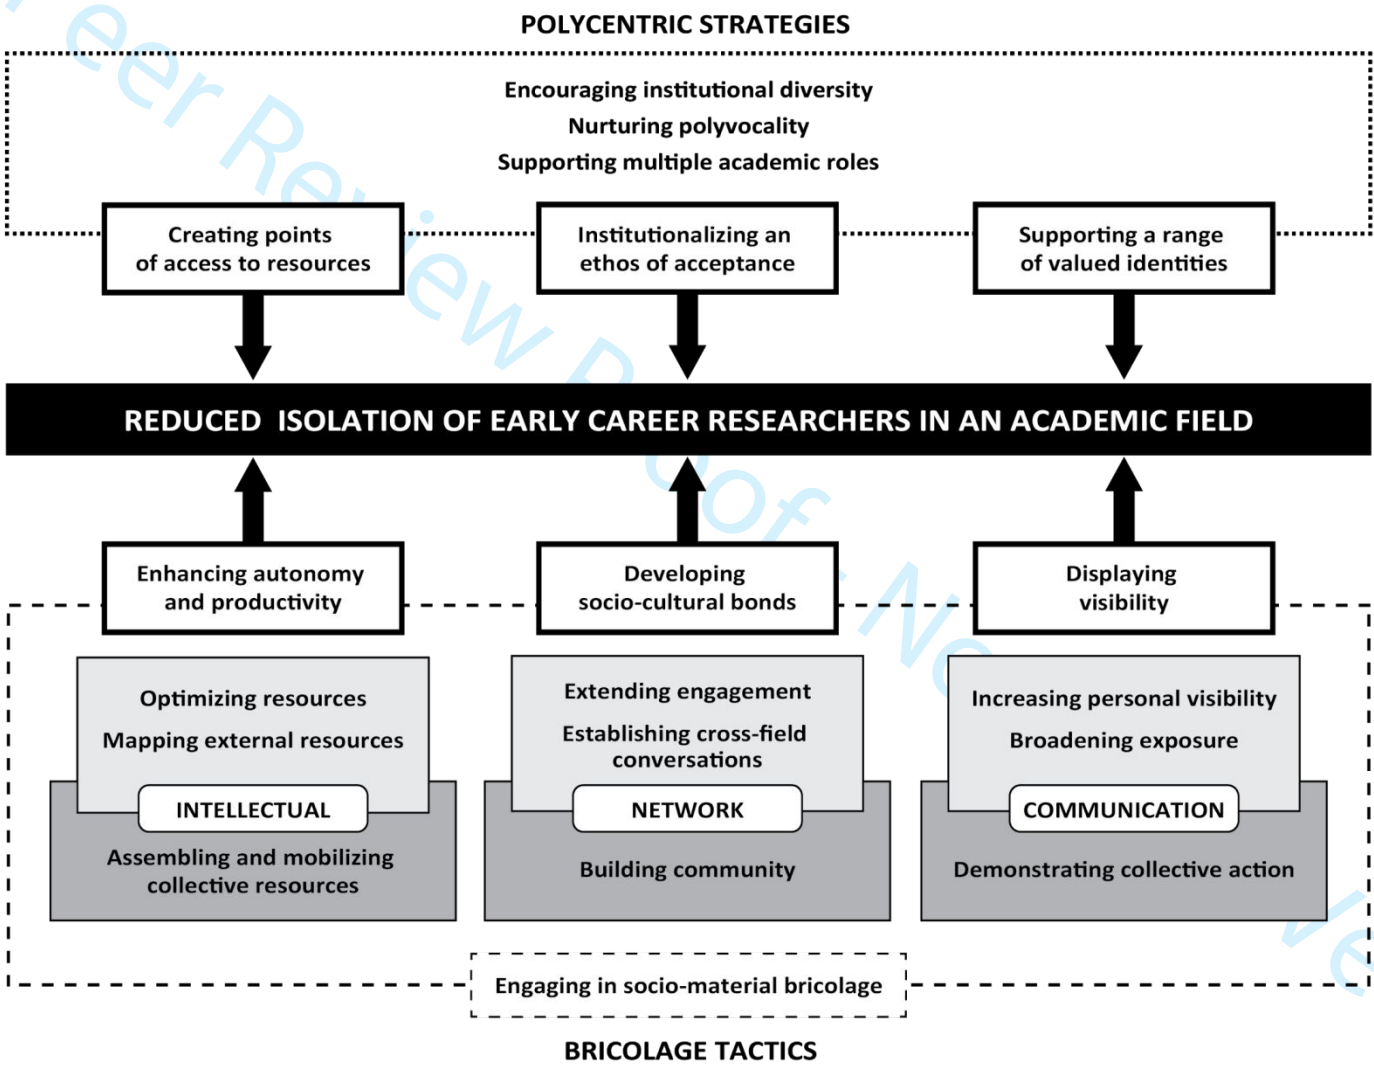 POLYCENTRIC STRATEGIES
Encouraging institutional diversity
Nurturing polyvocality
Supporting multiple academic roles
Creating points
of access to resources
Institutionalizing an
ethos of acceptance
Supporting a range
of valued identities
REDUCED ISOLATION OF EARLY CAREER RESEARCHERS IN AN ACADEMIC FIELD
Enhancing autonomy
and productivity
Developing
socio-cultural bonds
Displaying
visibility
Optimizing resources
Mapping external resources
INTELLECTUAL
Assembling and mobilizing
collective resources
Extending engagement
Establishing cross-field
conversations
NETWORK
Building community
Increasing personal visibility
Broadening exposure
COMMUNICATION
Demonstrating collective action
Engaging in socio-material bricolage
BRICOLAGE TACTICS
eer Review Proof - N